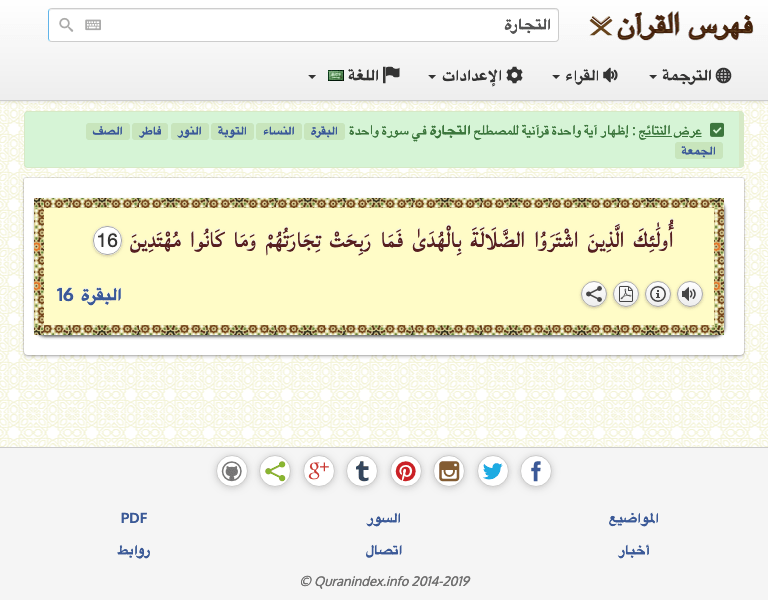 فهرس القرآن
التجارة
الترجمة
القراء
الإعدادات
اللغة
عرض النتائج : إظهار آية واحدة قرآنية للمصطلح التجارة في سورة واحدة البقرة النساء التوبة النور فاطر الصف
الجمعة
أُولَٰئِكَ الَّذِينَ اشْتَرَوُا الضَّلَالَةَ بِالْهُدَىٰ فَمَا رَبِحَتْ تِجَارَتُهُمْ وَمَا كَانُوا مُهْتَدِينَ 16
البقرة 16
المواضيع
السور
PDF
أخبار
اتصال
روابط
© Quranindex.info 2014-2019